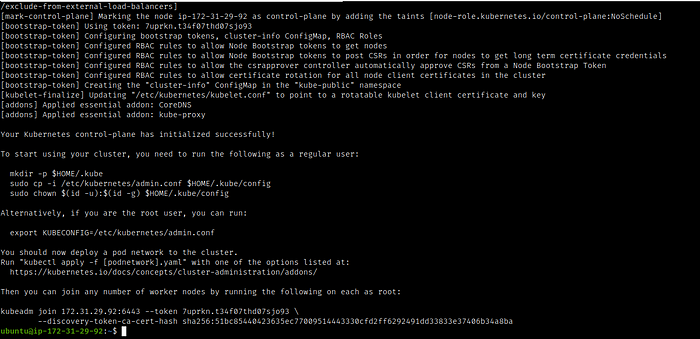 /exclude-from-external-load-balancers]
[mark-control-plane] Marking the node ip-172-31-29-92 as control-plane by adding the taints [node-role.kubernetes.io/control-plane:NoSchedule]
[bootstrap-token] Using token: 7uprkn.t34f07thd07sjo93
[bootstrap-token] Configuring bootstrap tokens, cluster-info ConfigMap, RBAC Roles
[bootstrap-token] Configured RBAC rules to allow Node Bootstrap tokens to get nodes
[bootstrap-token] Configured RBAC rules to allow Node Bootstrap tokens to post CSRs in order for nodes to get long term certificate credentials
[bootstrap-token] Configured RBAC rules to allow the csrapprover controller automatically approve CSRs from a Node Bootstrap Token
[bootstrap-token] Configured RBAC rules to allow certificate rotation for all node client certificates in the cluster
[bootstrap-token] Creating the "cluster-info" ConfigMap in the "kube-public" namespace
[kubelet-finalize] Updating "/etc/kubernetes/kubelet.conf" to point to a rotatable kubelet client certificate and key
[addons] Applied essential addon: CoreDNS
[addons] Applied essential addon: kube-proxy
Your Kubernetes control-plane has initialized successfully!
To start using your cluster, you need to run the following as a regular user:
mkdir -p $HOME/.kube
sudo cp -i /etc/kubernetes/admin.conf $HOME/.kube/config
sudo chown $(id -u):$(id -g) $HOME/.kube/config
Alternatively, if you are the root user, you can run:
export KUBECONFIG=/etc/kubernetes/admin.conf
You should now deploy a pod network to the cluster.
Run "kubectl apply -f [podnetwork].yaml" with one of the options listed at:
https://kubernetes.io/docs/concepts/cluster-administration/addons/
Then you can join any number of worker nodes by running the following on each as root:
kubeadm join 172.31.29.92:6443 --token 7uprkn.t34f07thd07sjo93 \
--discovery-token-ca-cert-hash sha256:51bc85440423635ec77009514443330cfd2ff6292491dd33833e37406b34a8ba
ubuntu@ip-172-31-29-92:~$